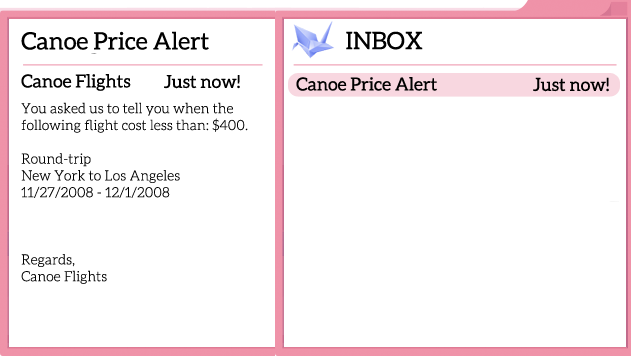 Canoe Price Alert
Canoe Flights Just now!
You asked us to tell you when the
following flight cost less than: $400.
Round-trip
New York to Los Angeles
11/27/2008 - 12/1/2008
Regards,
Canoe Flights
INBOX
Canoe Price Alert Just now!